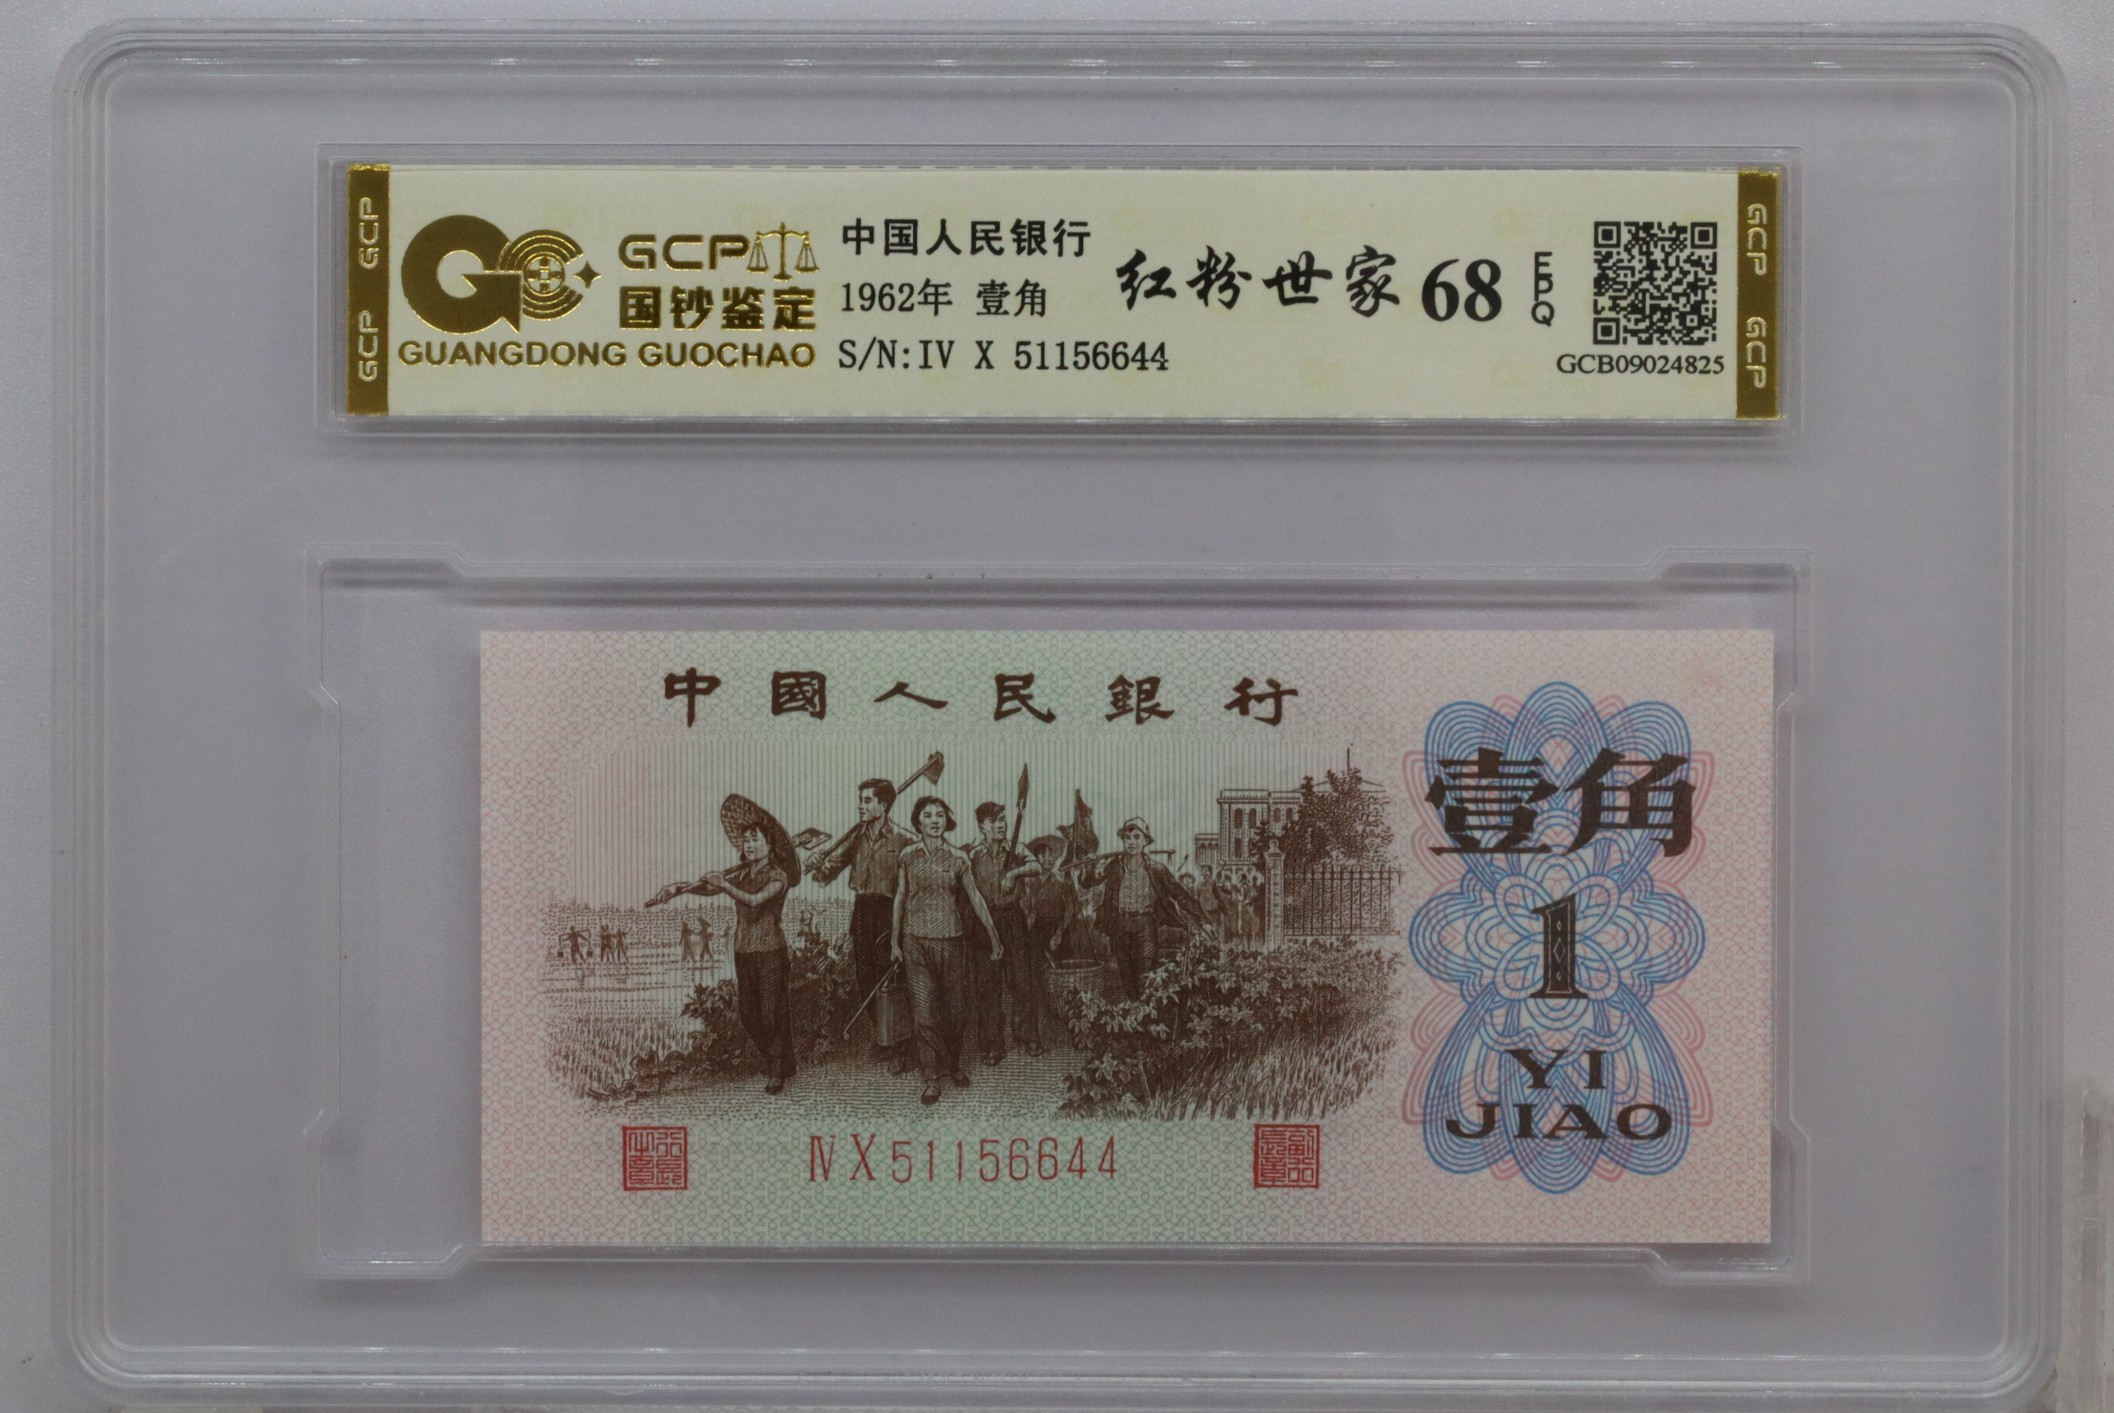 GCP GCP
GCP
国钞鉴定
GUANGDONG GUOCHAO
中国人民银行
1962年 壹角
S/N:IV X 51156644
红粉世家 68 EPQ
GCB09024825
GCP GCP
中國人民銀行
壹角
1
YI
JIAO
ⅣX51156644